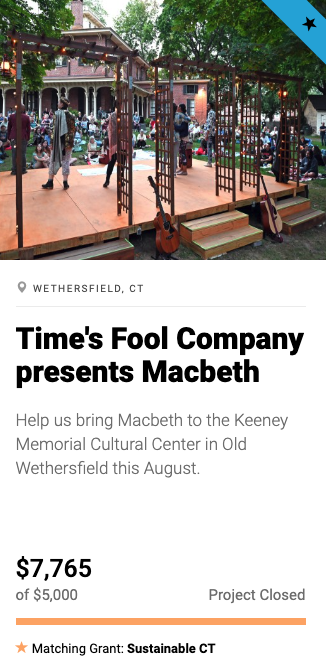 WETHERSFIELD, CT
Time's Fool Company
presents Macbeth
Help us bring Macbeth to the Keeney
Memorial Cultural Center in Old
Wethersfield this August.
$7,765
of $5,000
Project Closed
Matching Grant: Sustainable CT